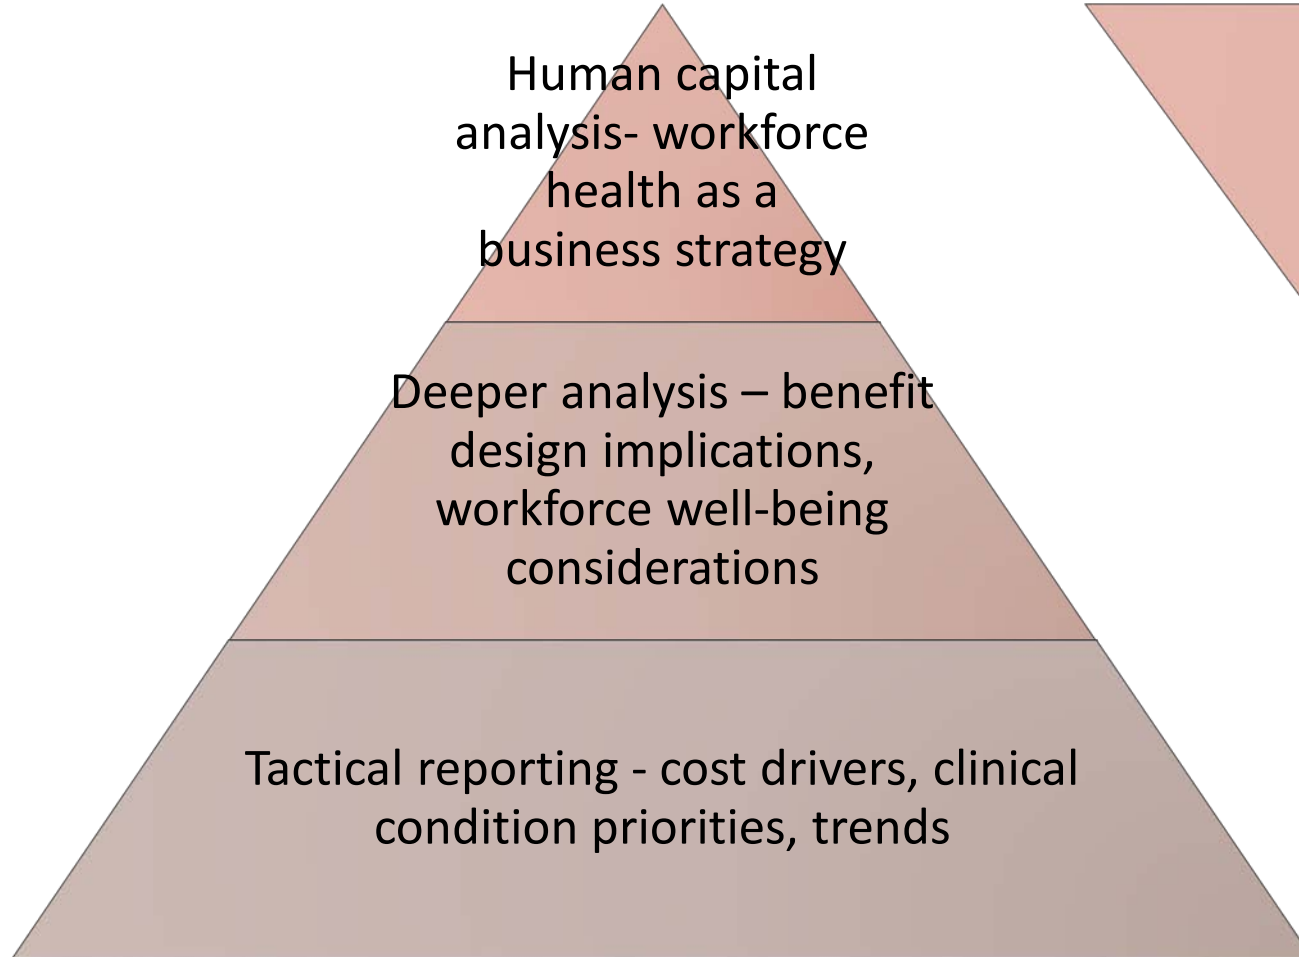 Human capital
analysis- workforce
health as a
business strategy
Deeper analysis – benefit
design implications,
workforce well-being
considerations
Tactical reporting - cost drivers, clinical
condition priorities, trends